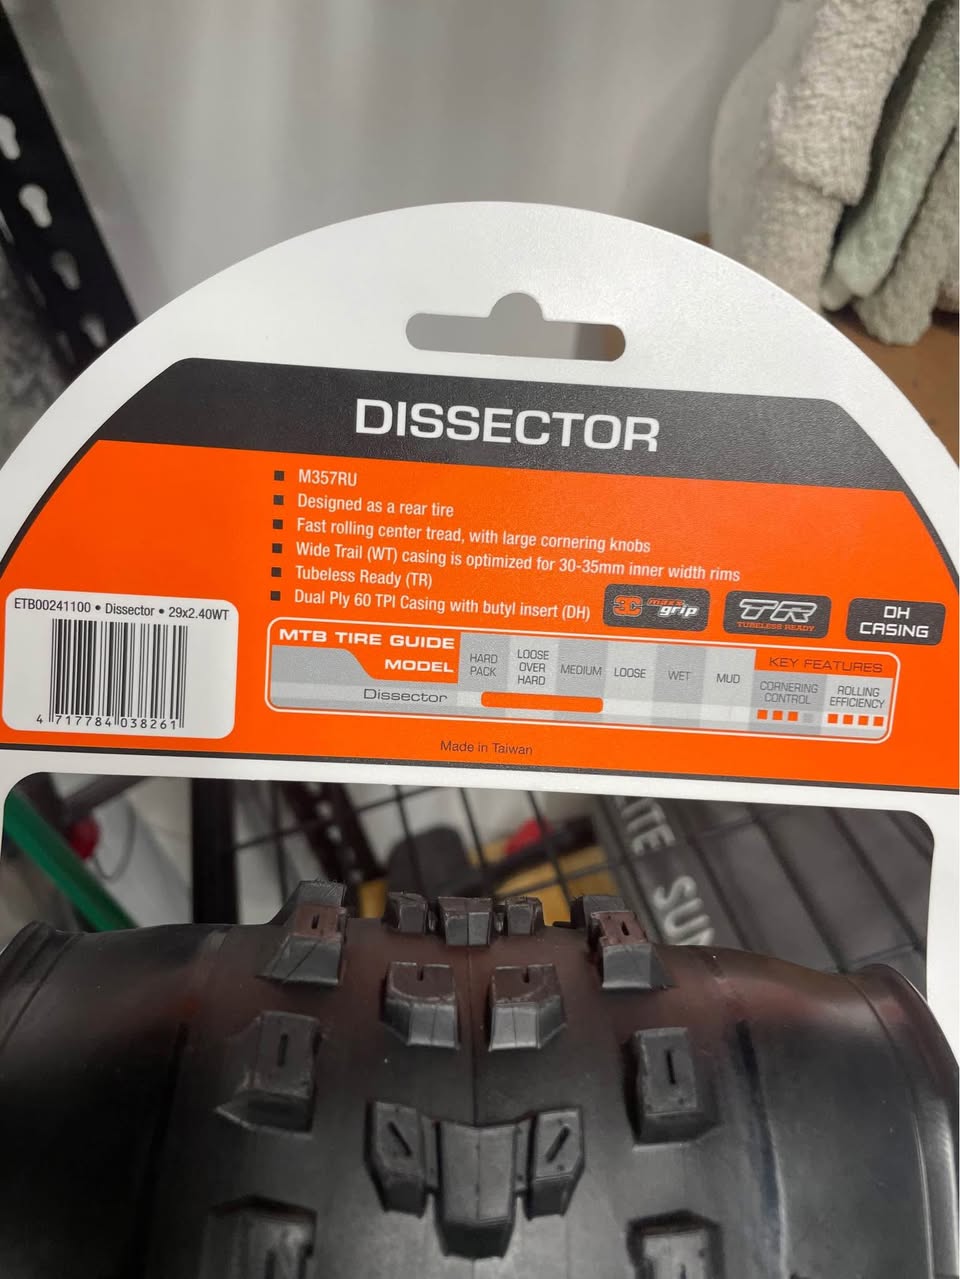 DISSECTOR
M357RU
Designed as a rear tire
Fast rolling center tread, with large cornering knobs
Wide Trail (WT) casing is optimized for 30-35mm inner width rims
Tubeless Ready (TR)
Dual Ply 60 TPI Casing with butyl insert (DH)
3C maxx grip
TR TUBELESS READY
DH CASING
ETB00241100 • Dissector • 29x2.40WT
4 717784 038261
MTB TIRE GUIDE
MODEL
HARD PACK
LOOSE OVER HARD
MEDIUM
LOOSE
WET
MUD
KEY FEATURES
CORNERING CONTROL
ROLLING EFFICIENCY
Dissector
Made in Taiwan